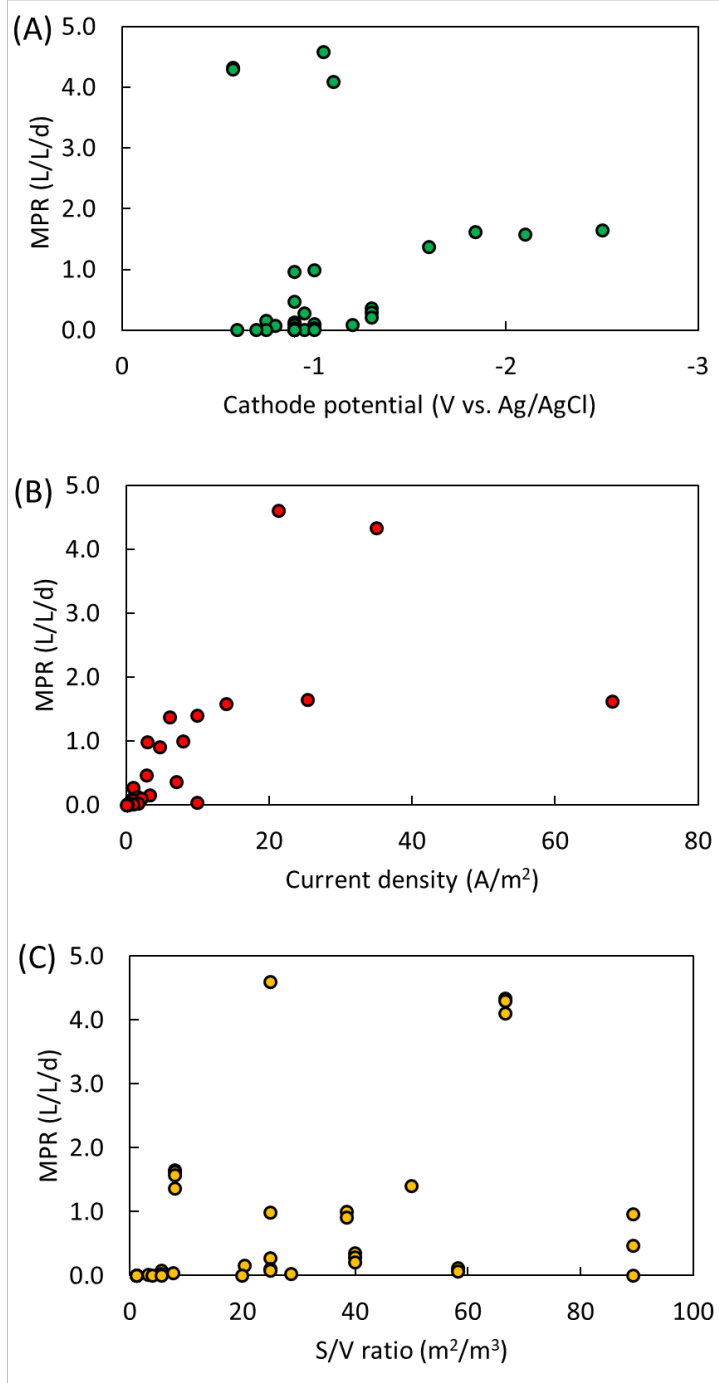 (A)
5.0
4.0
3.0
2.0
1.0
0.0
MPR (L/L/d)
0 -1 -2 -3
Cathode potential (V vs. Ag/AgCl)
(B)
5.0
4.0
3.0
2.0
1.0
0.0
MPR (L/L/d)
0 20 40 60 80
Current density (A/m²)
(C)
5.0
4.0
3.0
2.0
1.0
0.0
MPR (L/L/d)
0 20 40 60 80 100
S/V ratio (m²/m³)